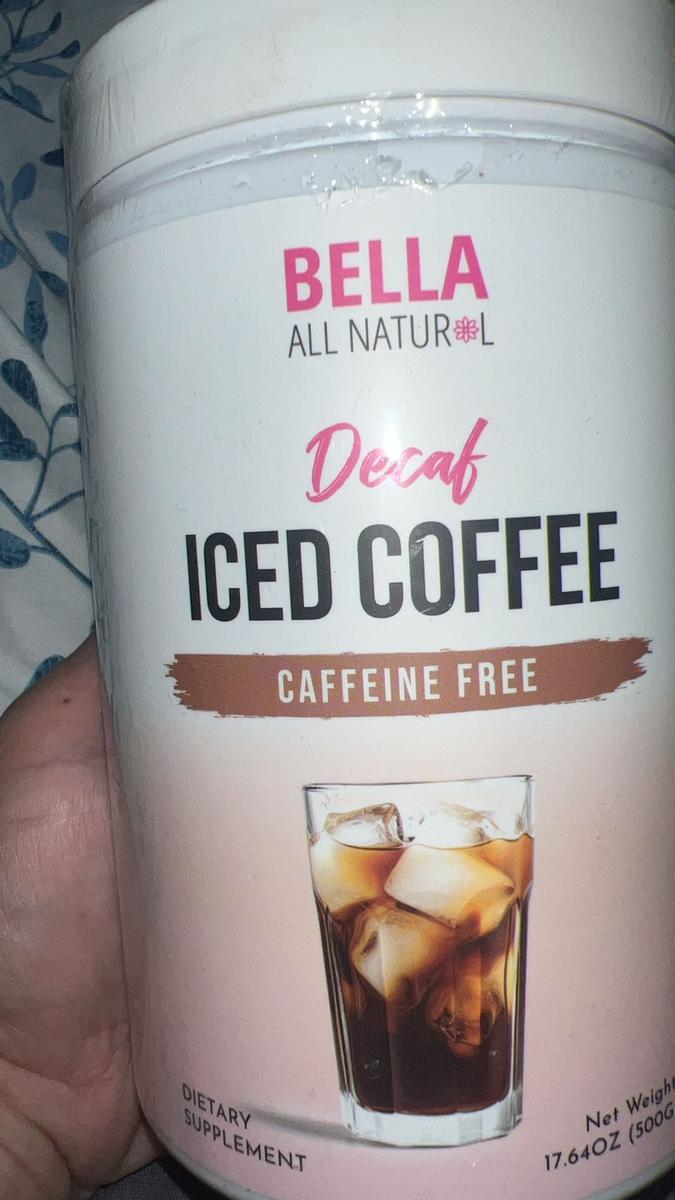 BELLA
ALL NATURAL
Decaf
ICED COFFEE
CAFFEINE FREE
DIETARY
SUPPLEMENT
Net Weight
17.64OZ (500G